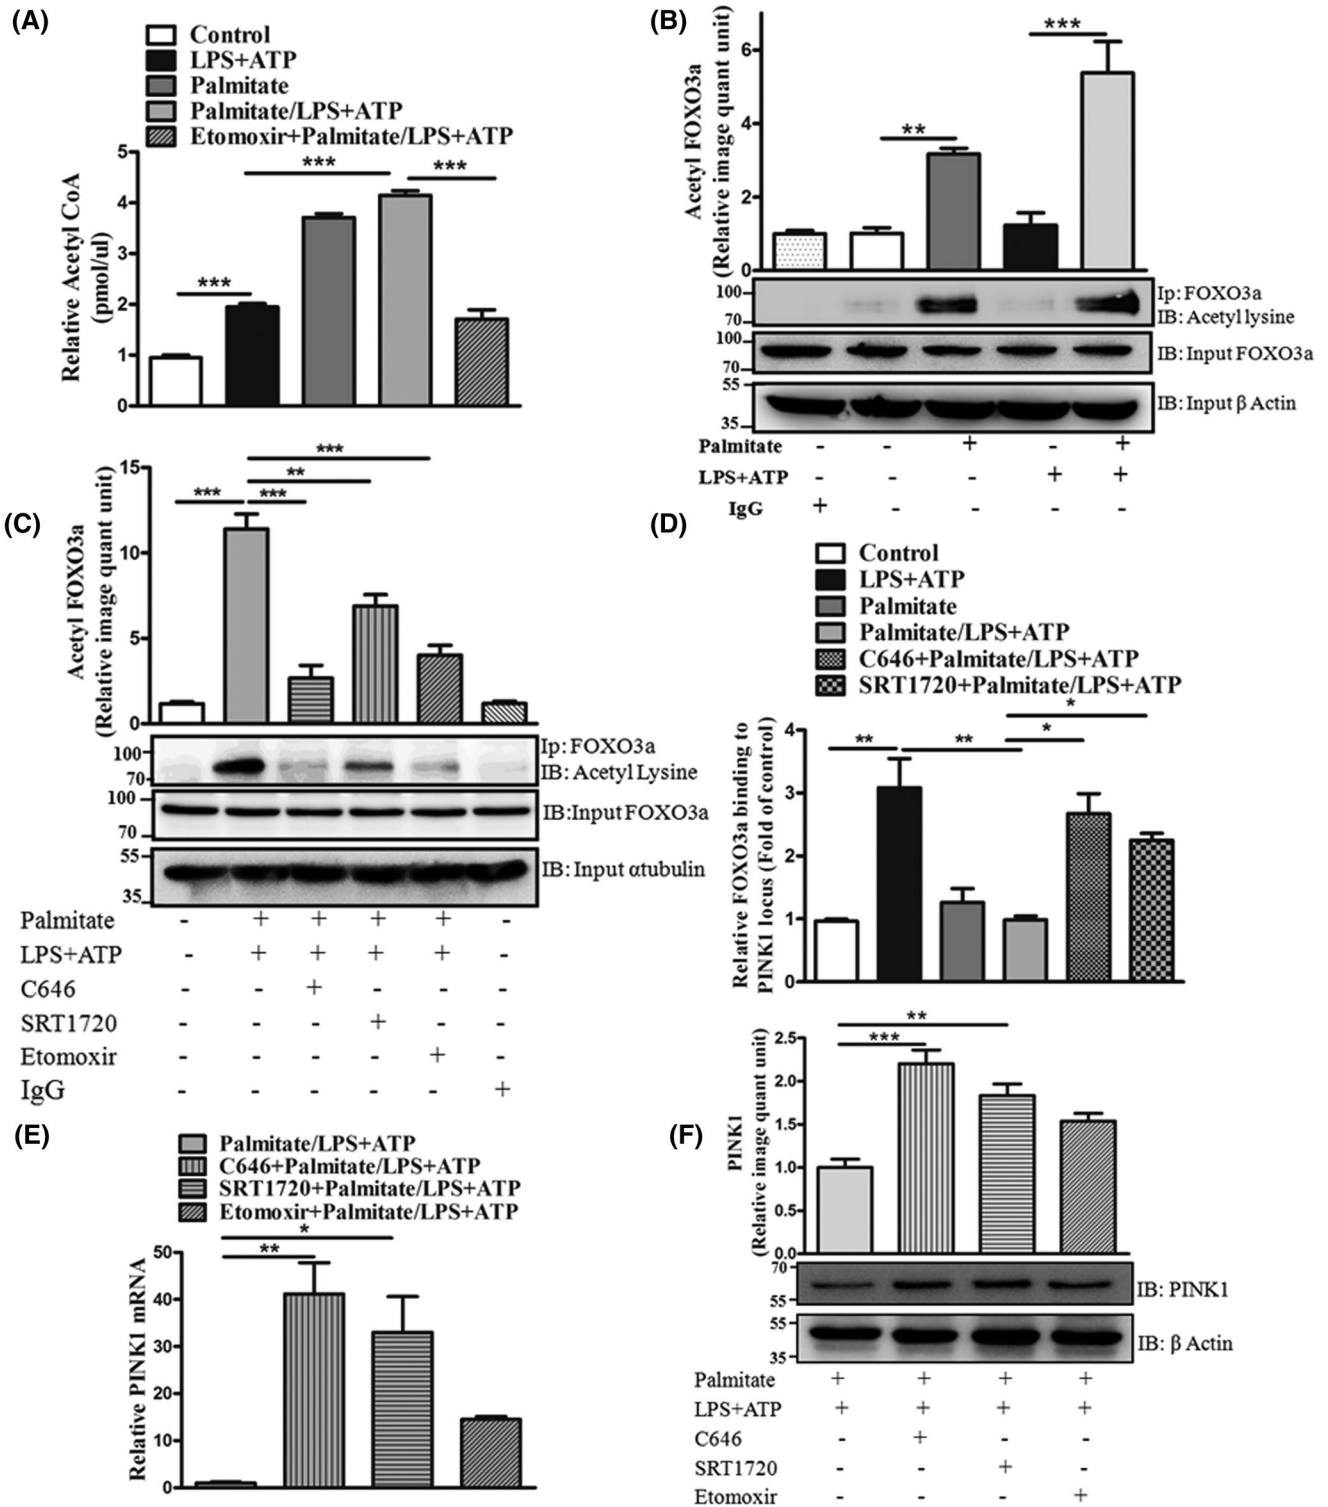 (A)
Control
LPS+ATP
Palmitate
Palmitate/LPS+ATP
Etomoxir+Palmitate/LPS+ATP
Relative Acetyl CoA
(pmol/ul)
5
4
3
2
1
0
***
***
***
(B)
Acetyl FOXO3a
(Relative image quant unit)
6
4
2
0
**
***
100
70
Ip: FOXO3a
IB: Acetyl lysine
100
70
IB: Input FOXO3a
55
35
IB: Input β Actin
Palmitate - - + - +
LPS+ATP - - - + +
IgG + - - - -
(C)
Acetyl FOXO3a
(Relative image quant unit)
15
10
5
0
***
**
***
***
100
70
Ip: FOXO3a
IB: Acetyl Lysine
100
70
IB:Input FOXO3a
55
35
IB: Input αtubulin
Palmitate - + + + + -
LPS+ATP - + + + + -
C646 - - + - - -
SRT1720 - - - + - -
Etomoxir - - - - + -
IgG - - - - - +
(D)
Control
LPS+ATP
Palmitate
Palmitate/LPS+ATP
C646+Palmitate/LPS+ATP
SRT1720+Palmitate/LPS+ATP
Relative FOXO3a binding to
PINK1 locus (Fold of control)
4
3
2
1
0
**
**
*
*
(E)
Palmitate/LPS+ATP
C646+Palmitate/LPS+ATP
SRT1720+Palmitate/LPS+ATP
Etomoxir+Palmitate/LPS+ATP
Relative PINK1 mRNA
50
40
30
20
10
0
*
**
(F)
PINK1
(Relative image quant unit)
2.5
2.0
1.5
1.0
0.5
0.0
**
***
70
55
IB: PINK1
55
35
IB: β Actin
Palmitate + + + +
LPS+ATP + + + +
C646 - + - -
SRT1720 - - + -
Etomoxir - - - +